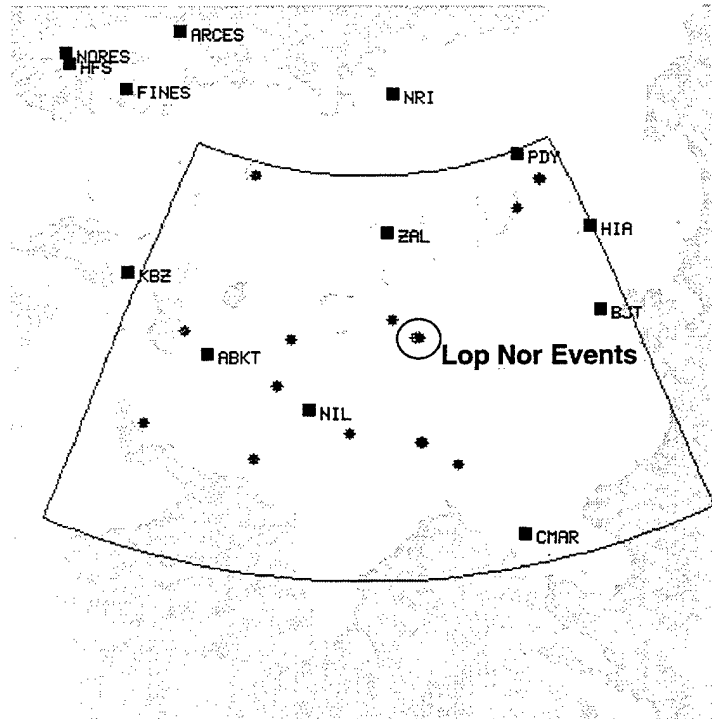 ARCES
NORES
HFS
FINES
NRI
PDY
HIA
ZAL
KBZ
BJT
Lop Nor Events
ABKT
NIL
CMAR